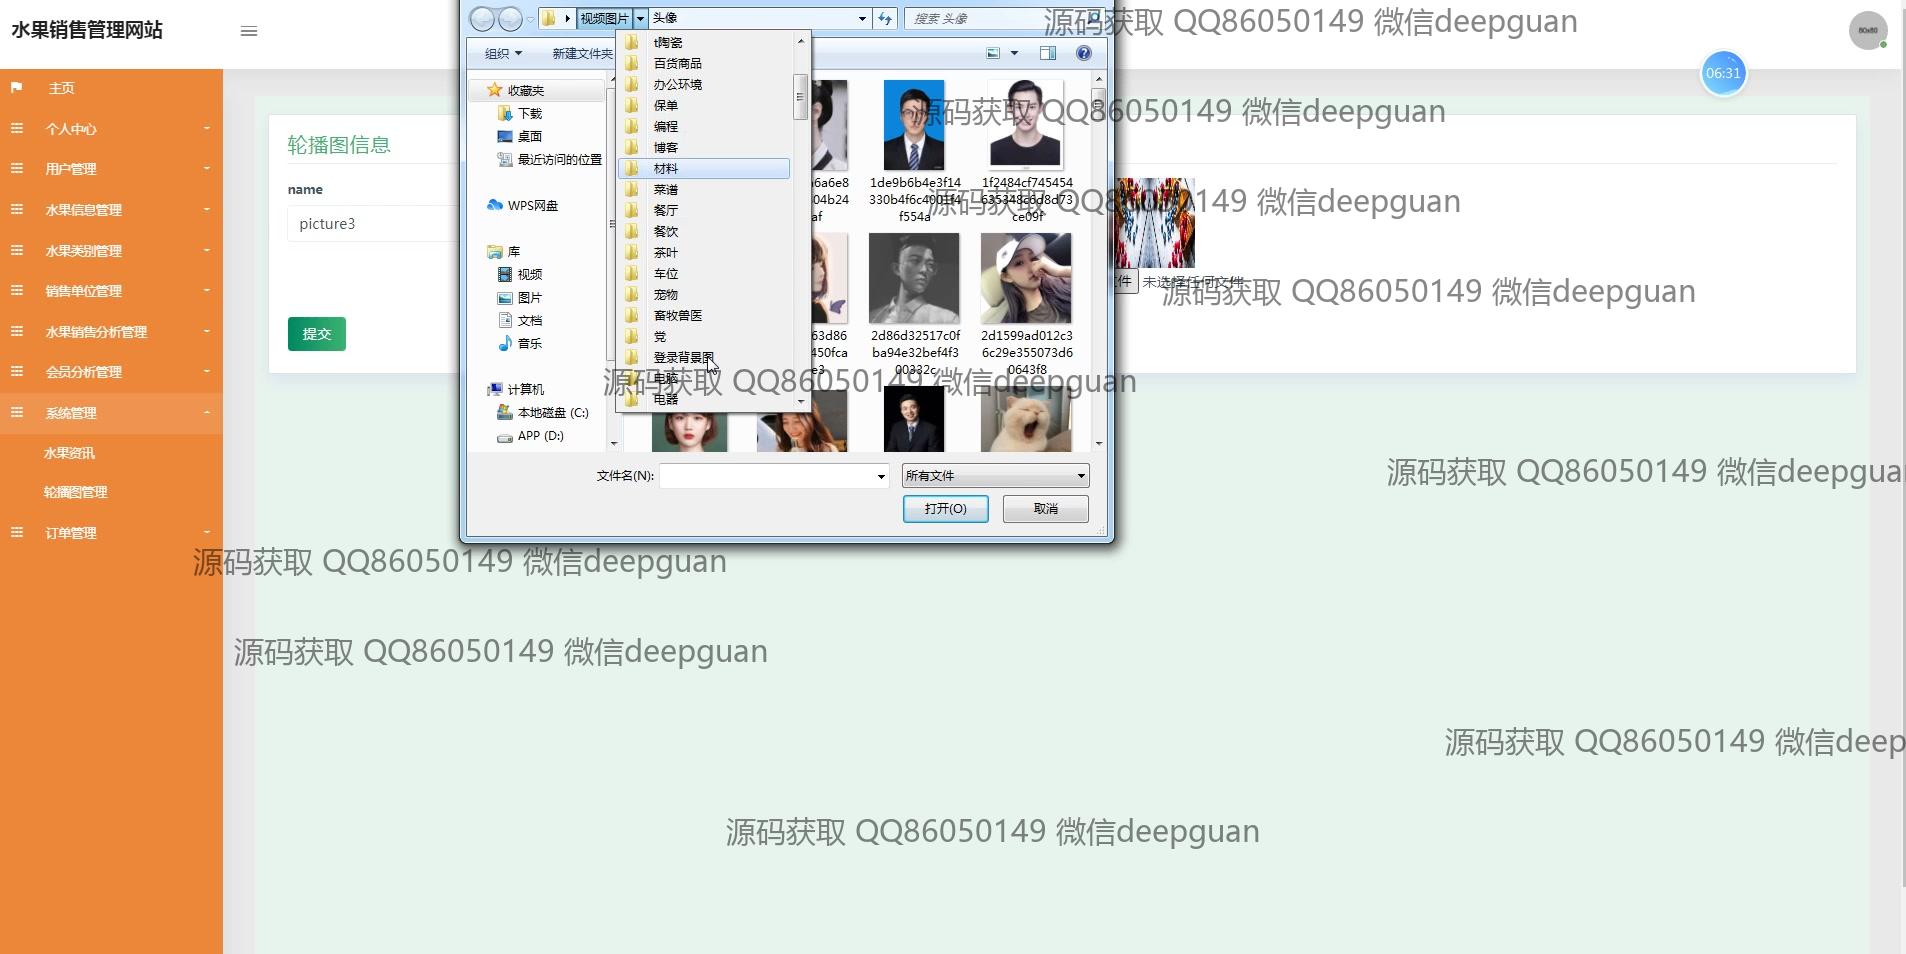 水果销售管理网站
主页
个人中心
用户管理
水果信息管理
水果类别管理
销售单位管理
水果销售分析管理
会员分析管理
系统管理
水果资讯
轮播图管理
订单管理
轮播图信息
name
picture3
提交
视频图片
头像
搜索 头像
组织
新建文件夹
收藏夹
下载
桌面
最近访问的位置
WPS网盘
库
视频
图片
文档
音乐
计算机
本地磁盘 (C:)
APP (D:)
t陶瓷
百货商品
办公环境
保单
编程
博客
材料
菜谱
餐厅
餐饮
茶叶
车位
宠物
畜牧兽医
党
登录背景图
电脑
电器
a6a6e8
04b24
af
1de9b6b4e3f14
330b4f6c4001f4
f554a
1f2484cf745454
635348c6d8d73
ce09f
63d86
450fca
e3
2d86d32517c0f
ba94e32bef4f3
00332c
2d1599ad012c3
6c29e355073d6
0643f8
文件名(N):
所有文件
打开(O)
取消
文件
未选择任何文件
06:31
80x80
源码获取 QQ86050149 微信deepguan
源码获取 QQ86050149 微信deepguan
源码获取 QQ86050149 微信deepguan
源码获取 QQ86050149 微信deepguan
源码获取 QQ86050149 微信deepguan
源码获取 QQ86050149 微信deepguan
源码获取 QQ86050149 微信deepguan
源码获取 QQ86050149 微信deepguan
源码获取 QQ86050149 微信deep
源码获取 QQ86050149 微信deepguan